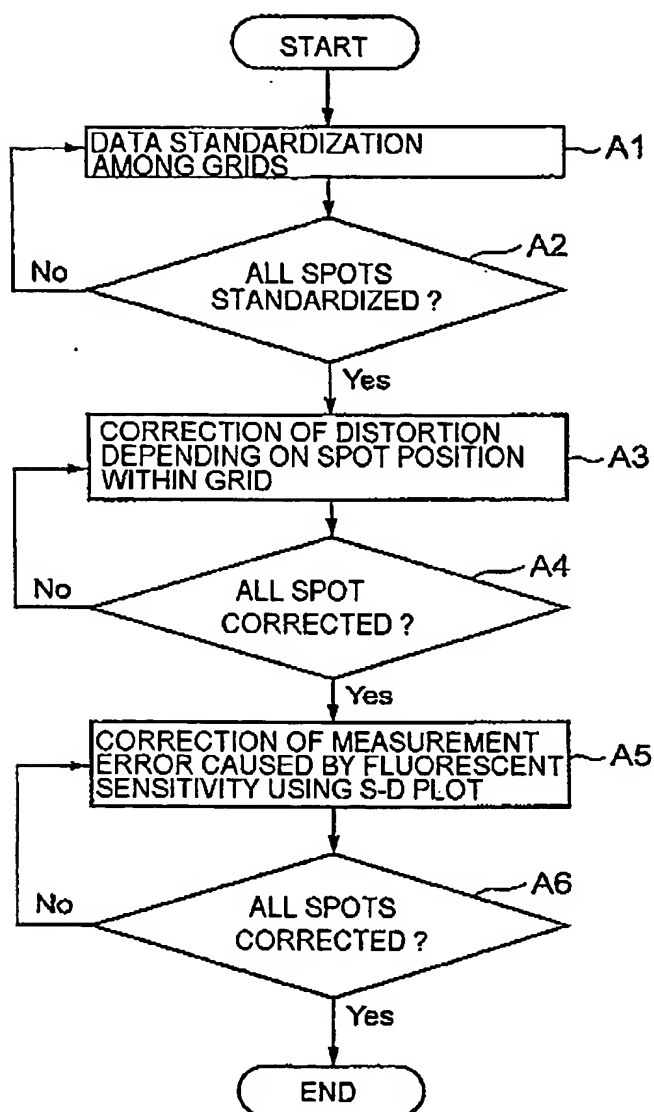 START
DATA STANDARDIZATION
AMONG GRIDS
A1
A2
ALL SPOTS
STANDARDIZED ?
No
Yes
CORRECTION OF DISTORTION
DEPENDING ON SPOT POSITION
WITHIN GRID
A3
A4
ALL SPOT
CORRECTED ?
No
Yes
CORRECTION OF MEASUREMENT
ERROR CAUSED BY FLUORESCENT
SENSITIVITY USING S-D PLOT
A5
A6
ALL SPOTS
CORRECTED ?
No
Yes
END